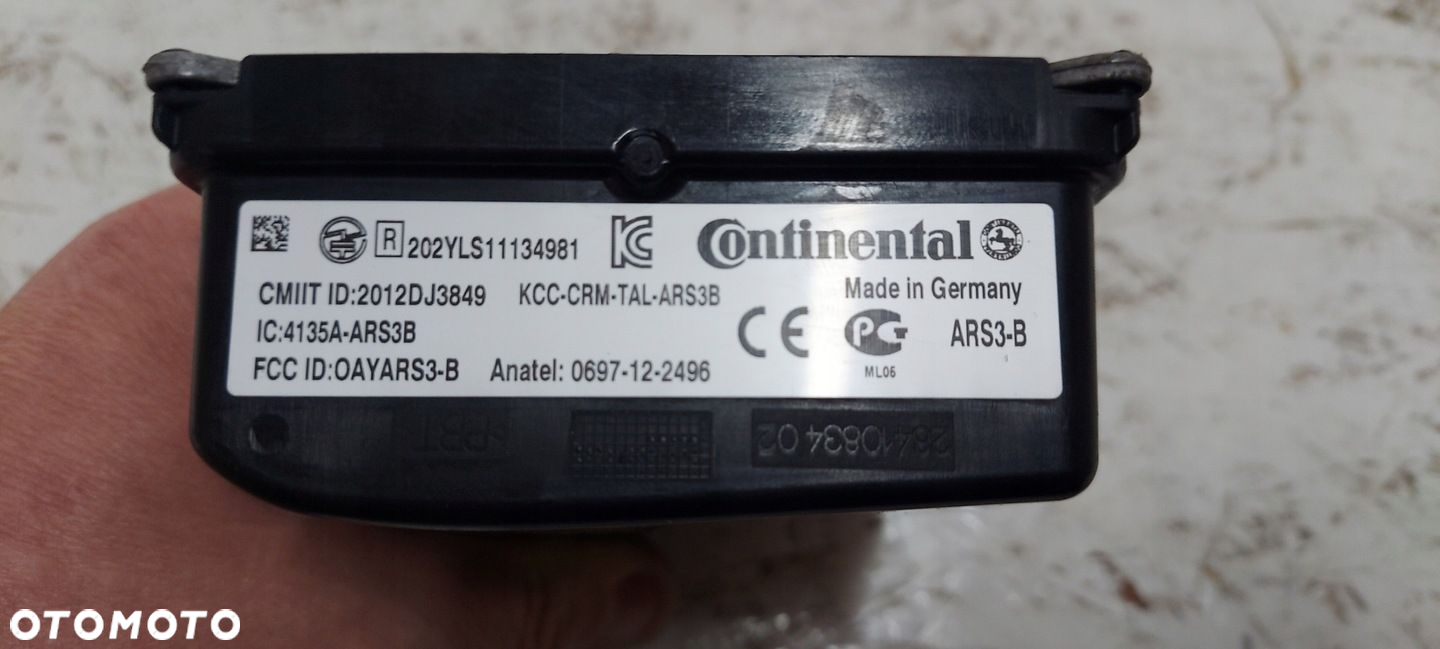 R 202YLS11134981
Continental
CMIIT ID:2012DJ3849 KCC-CRM-TAL-ARS3B
Made in Germany
IC:4135A-ARS3B
CE
ARS3-B
FCC ID:OAYARS3-B Anatel: 0697-12-2496
ML06
>PBT<
28410834 02
OTOMOTO